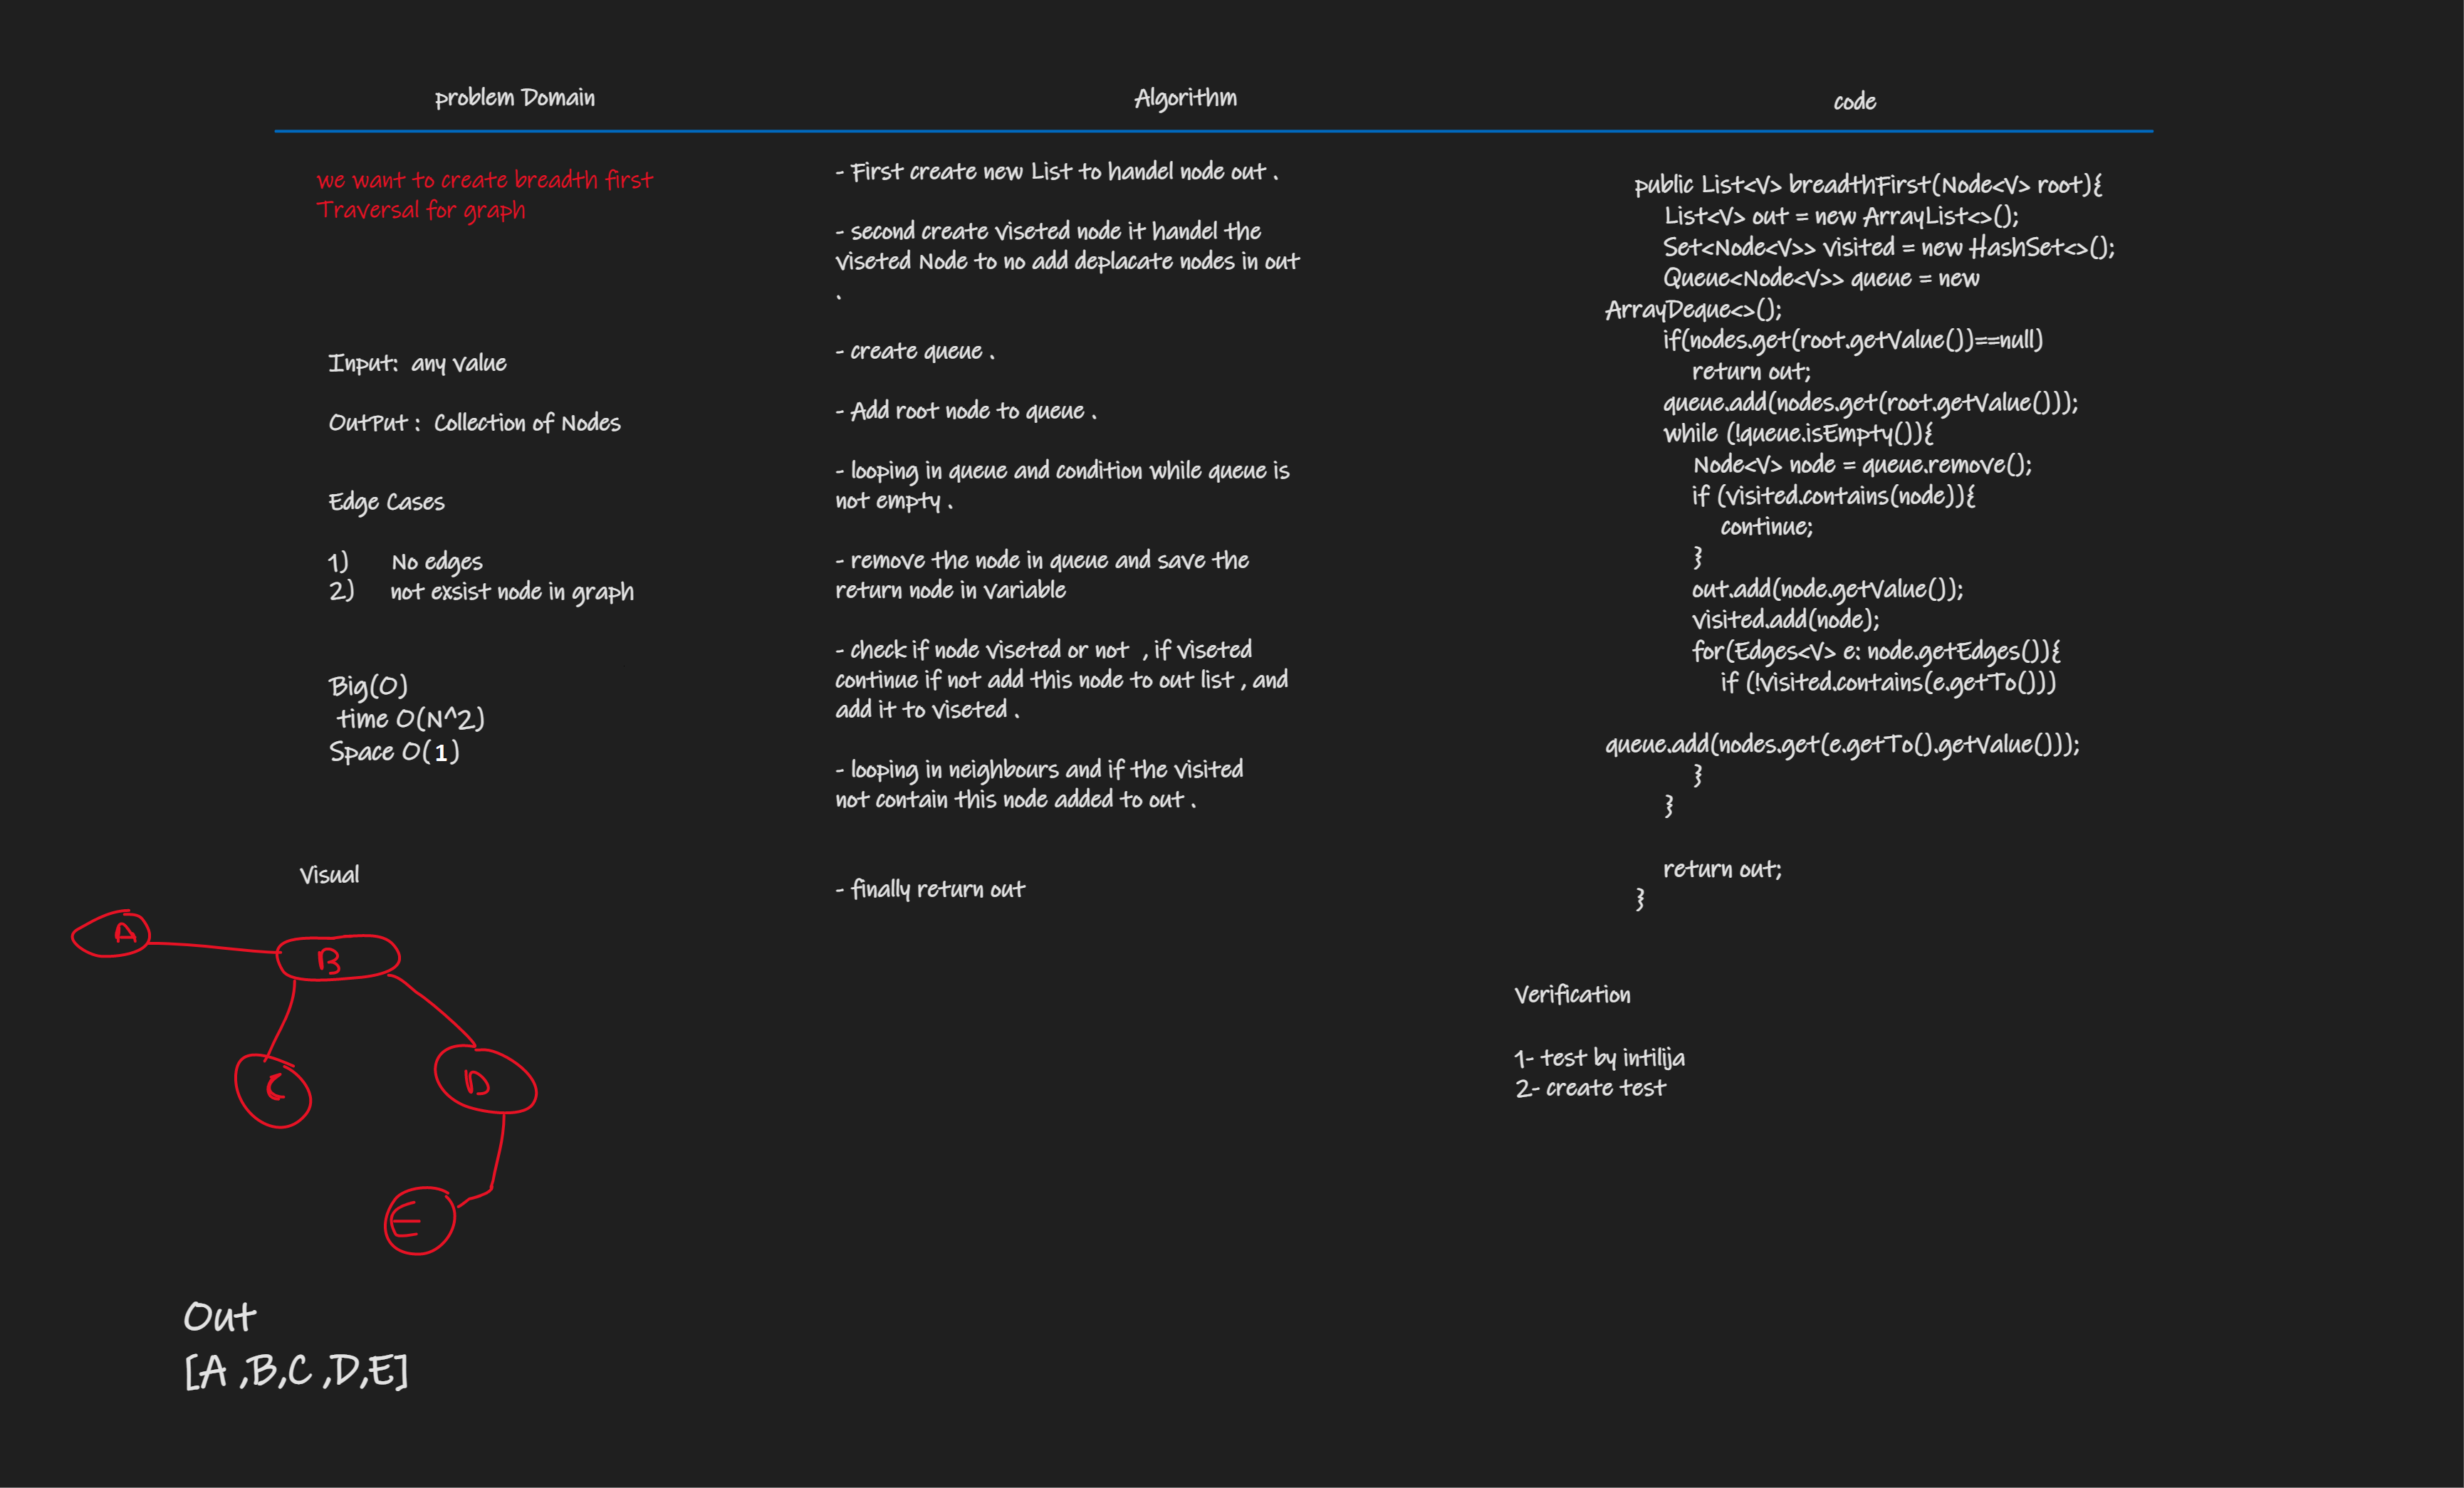 problem Domain
we want to create breadth first
Traversal for graph
Input: any value
OutPut : Collection of Nodes
Edge Cases
1) No edges
2) not exsist node in graph
Big(O)
time O(N^2)
Space O(1)
Visual
A
B
C
D
E
Out
[A ,B,C ,D,E]
Algorithm
- First create new List to handel node out .
- second create viseted node it handel the
viseted Node to no add deplacate nodes in out
.
- create queue .
- Add root node to queue .
- looping in queue and condition while queue is
not empty .
- remove the node in queue and save the
return node in variable
- check if node viseted or not , if viseted
continue if not add this node to out list , and
add it to viseted .
- looping in neighbours and if the visited
not contain this node added to out .
- finally return out
code
public List<V> breadthFirst(Node<V> root){
List<V> out = new ArrayList<>();
Set<Node<V>> visited = new HashSet<>();
Queue<Node<V>> queue = new
ArrayDeque<>();
if(nodes.get(root.getValue())==null)
return out;
queue.add(nodes.get(root.getValue()));
while (!queue.isEmpty()){
Node<V> node = queue.remove();
if (visited.contains(node)){
continue;
}
out.add(node.getValue());
visited.add(node);
for(Edges<V> e: node.getEdges()){
if (!visited.contains(e.getTo()))
queue.add(nodes.get(e.getTo().getValue()));
}
}
return out;
}
Verification
1- test by intilija
2- create test